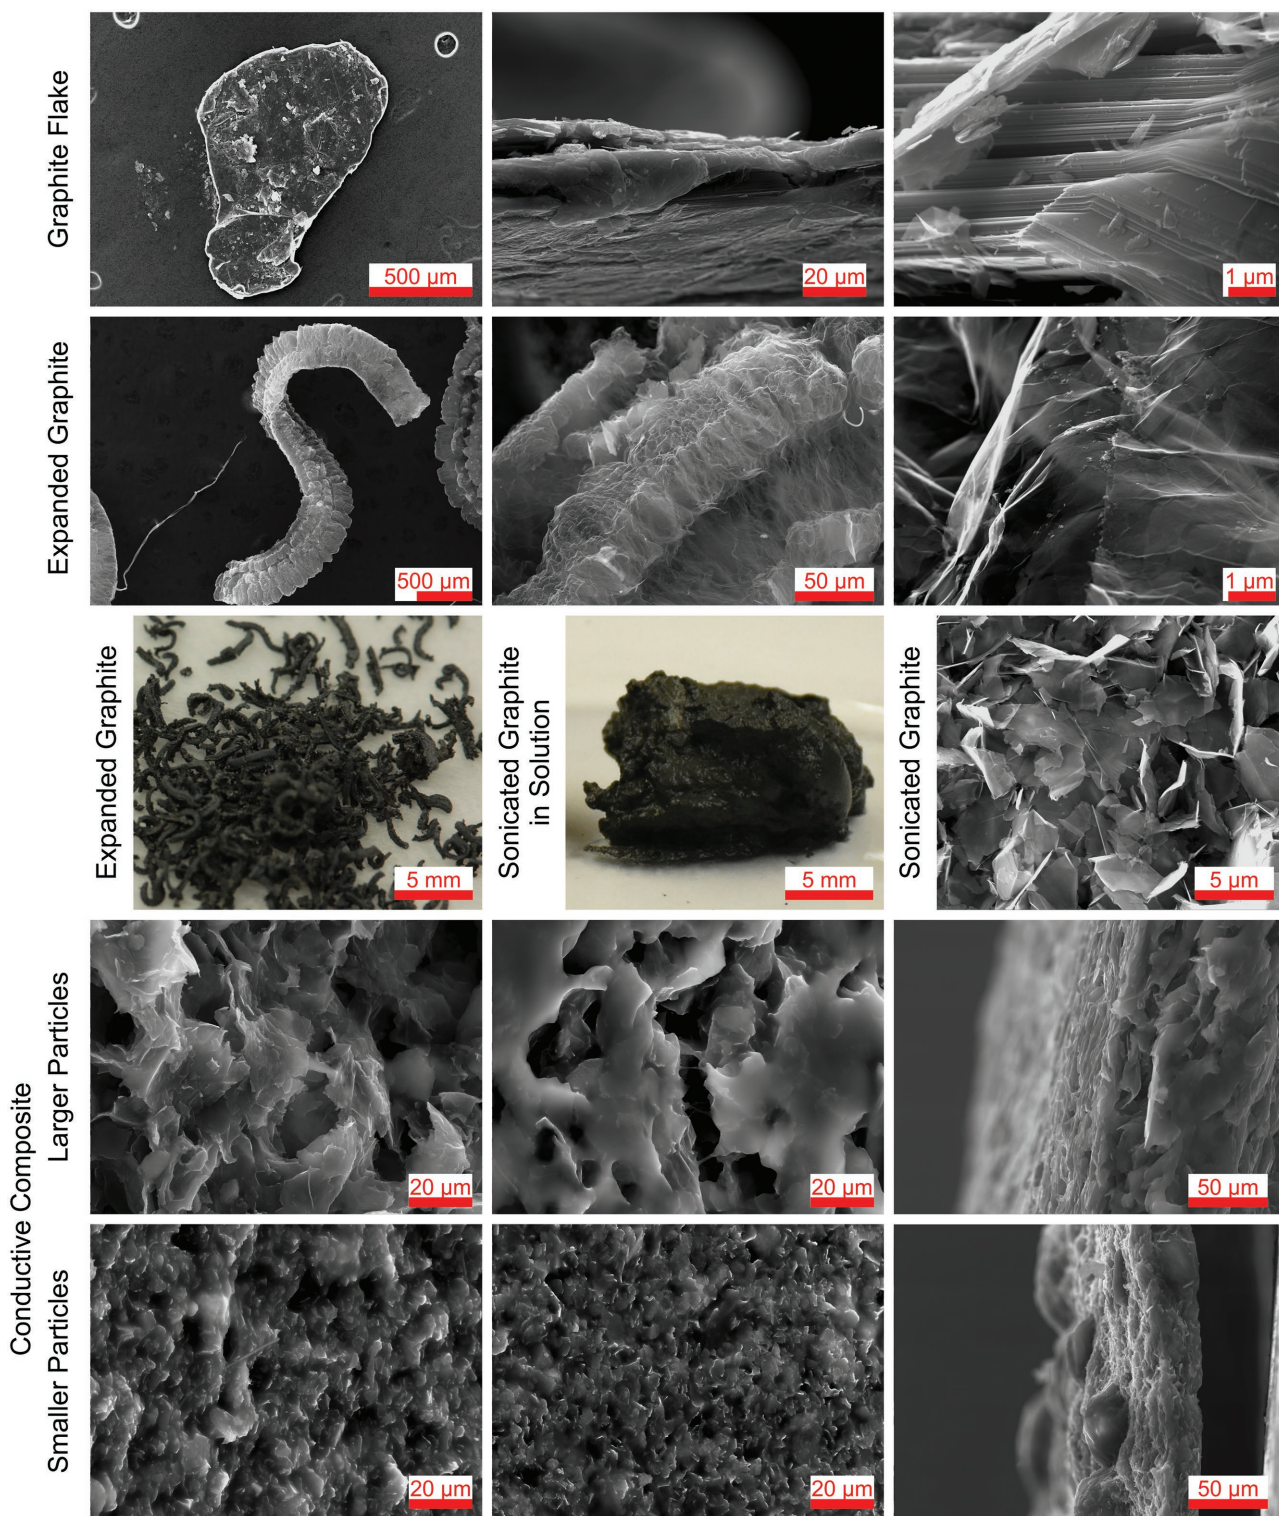 Graphite Flake
500 µm
20 µm
1 µm
Expanded Graphite
500 µm
50 µm
1 µm
Expanded Graphite
5 mm
Sonicated Graphite
in Solution
5 mm
Sonicated Graphite
5 µm
Conductive Composite
Larger Particles
20 µm
20 µm
50 µm
Smaller Particles
20 µm
20 µm
50 µm